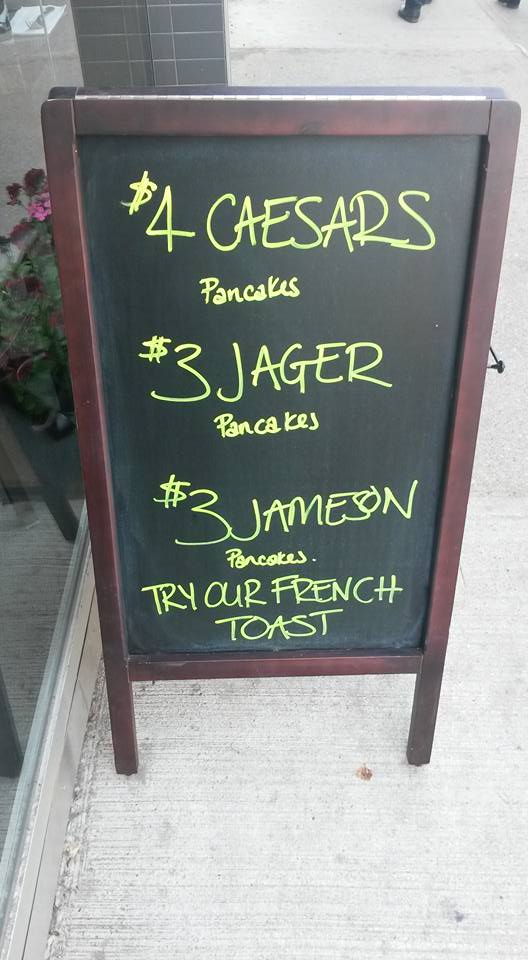 $4 CAESARS
Pancakes
$3 JAGER
Pancakes
$3 JAMESON
Pancakes.
TRY OUR FRENCH
TOAST